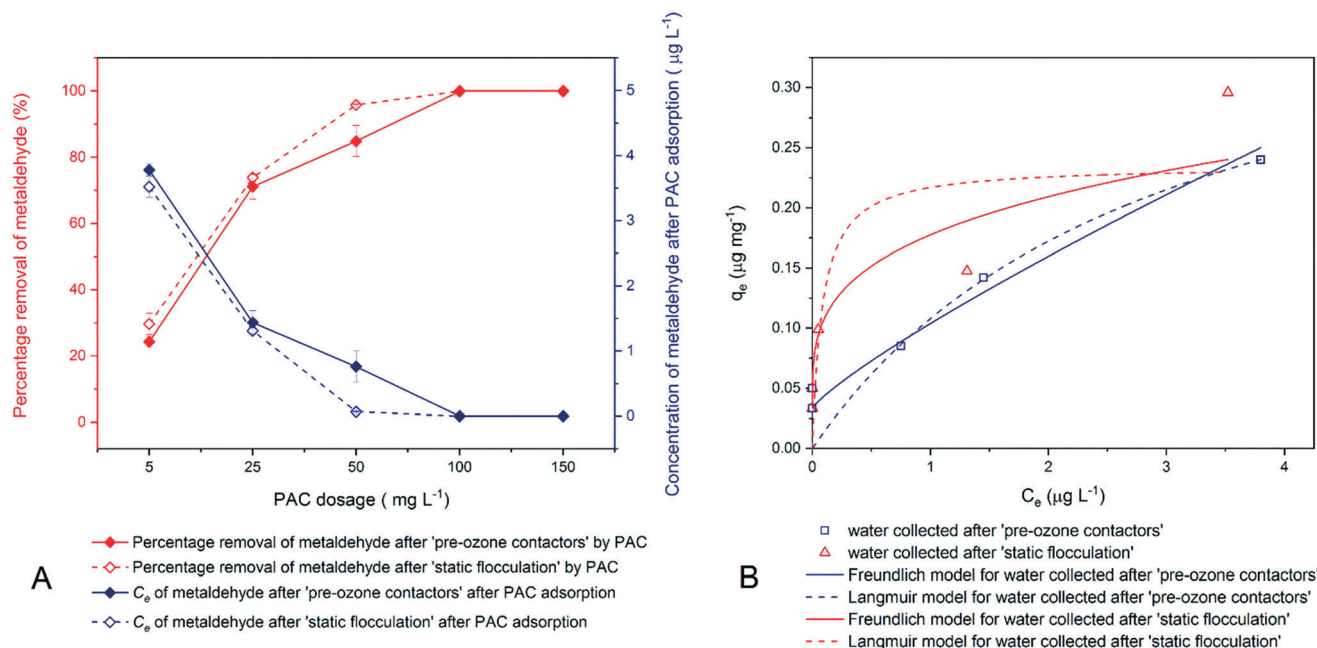 Percentage removal of metaldehyde (%)
100
80
60
40
20
0
5
25
50
100
150
PAC dosage ( mg L⁻¹)
5
4
3
2
1
0
Concentration of metaldehyde after PAC adsorption ( µg L⁻¹)
Percentage removal of metaldehyde after 'pre-ozone contactors' by PAC
Percentage removal of metaldehyde after 'static flocculation' by PAC
Cₑ of metaldehyde after 'pre-ozone contactors' after PAC adsorption
Cₑ of metaldehyde after 'static flocculation' after PAC adsorption
A
qₑ (µg mg⁻¹)
0.30
0.25
0.20
0.15
0.10
0.05
0.00
0
1
2
3
4
Cₑ (µg L⁻¹)
water collected after 'pre-ozone contactors'
water collected after 'static flocculation'
Freundlich model for water collected after 'pre-ozone contactors'
Langmuir model for water collected after 'pre-ozone contactors'
Freundlich model for water collected after 'static flocculation'
Langmuir model for water collected after 'static flocculation'
B